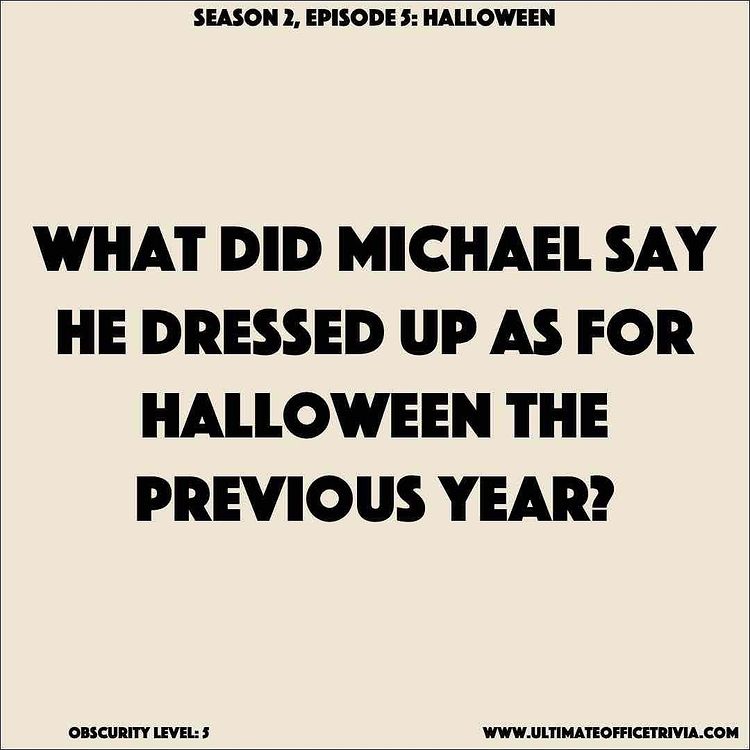 SEASON 2, EPISODE 5: HALLOWEEN
WHAT DID MICHAEL SAY
HE DRESSED UP AS FOR
HALLOWEEN THE
PREVIOUS YEAR?
OBSCURITY LEVEL: 5
WWW.ULTIMATEOFFICETRIVIA.COM